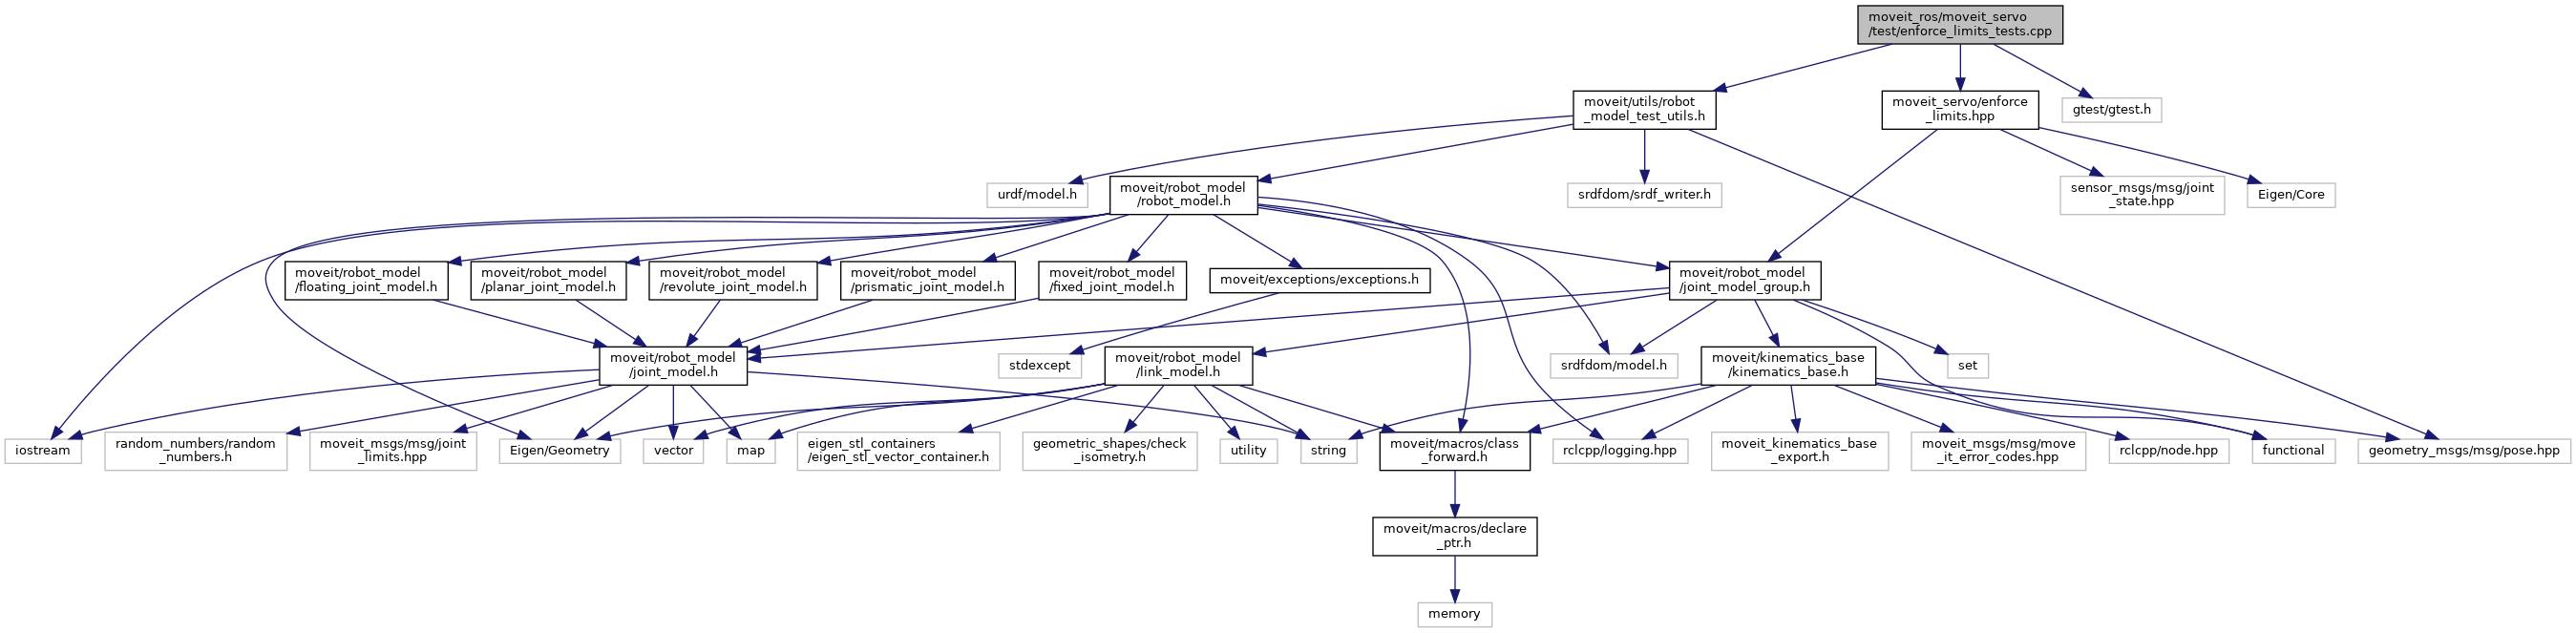 moveit_ros/moveit_servo
/test/enforce_limits_tests.cpp
moveit/utils/robot
_model_test_utils.h
moveit_servo/enforce
_limits.hpp
gtest/gtest.h
urdf/model.h
moveit/robot_model
/robot_model.h
srdfdom/srdf_writer.h
sensor_msgs/msg/joint
_state.hpp
Eigen/Core
moveit/robot_model
/floating_joint_model.h
moveit/robot_model
/planar_joint_model.h
moveit/robot_model
/revolute_joint_model.h
moveit/robot_model
/prismatic_joint_model.h
moveit/robot_model
/fixed_joint_model.h
moveit/exceptions/exceptions.h
moveit/robot_model
/joint_model_group.h
moveit/robot_model
/joint_model.h
stdexcept
moveit/robot_model
/link_model.h
srdfdom/model.h
moveit/kinematics_base
/kinematics_base.h
set
iostream
random_numbers/random
_numbers.h
moveit_msgs/msg/joint
_limits.hpp
Eigen/Geometry
vector
map
eigen_stl_containers
/eigen_stl_vector_container.h
geometric_shapes/check
_isometry.h
utility
string
moveit/macros/class
_forward.h
rclcpp/logging.hpp
moveit_kinematics_base
_export.h
moveit_msgs/msg/move
_it_error_codes.hpp
rclcpp/node.hpp
functional
geometry_msgs/msg/pose.hpp
moveit/macros/declare
_ptr.h
memory